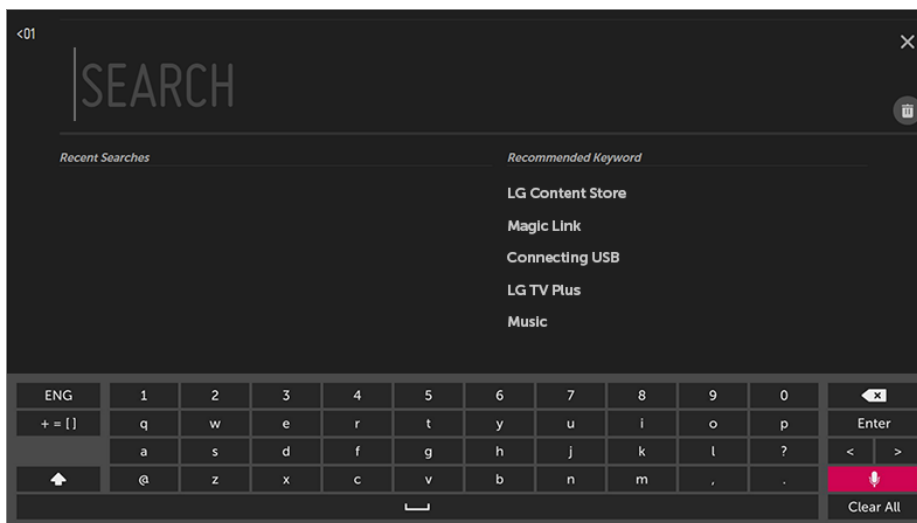 <01
SEARCH
Recent Searches
Recommended Keyword
LG Content Store
Magic Link
Connecting USB
LG TV Plus
Music
ENG 1 2 3 4 5 6 7 8 9 0
+ = [ ] q w e r t y u i o p Enter
a s d f g h j k l ? < >
@ z x c v b n m , .
Clear All